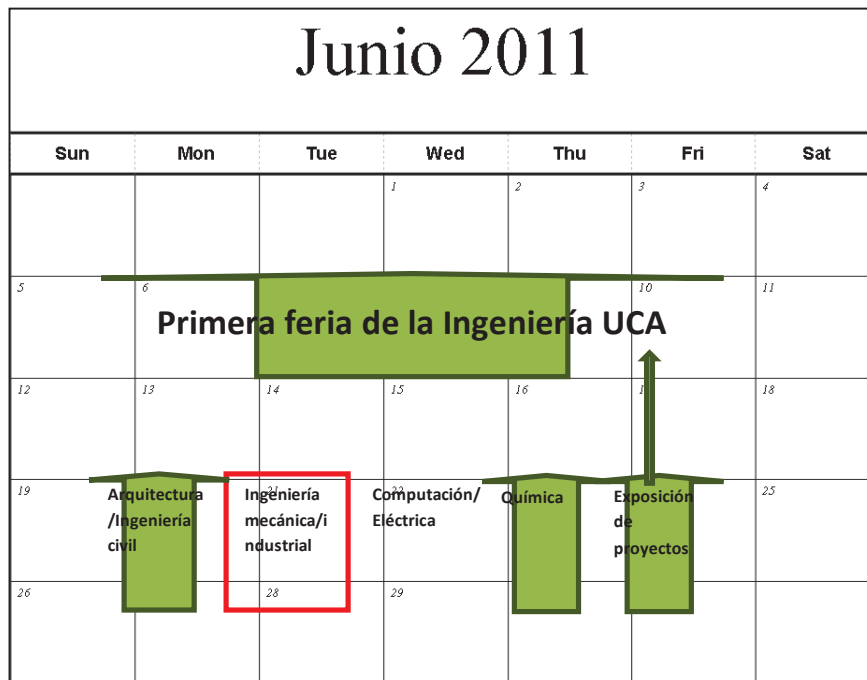 Junio 2011
Sun Mon Tue Wed Thu Fri Sat
1 2 3 4
5 6 10 11
Primera feria de la Ingeniería UCA
12 13 14 15 16 18
19 21 22 25
Arquitectura
/Ingeniería
civil
Ingeniería
mecánica/i
ndustrial
Computación/
Eléctrica
Química
Exposición
de
proyectos
26 28 29